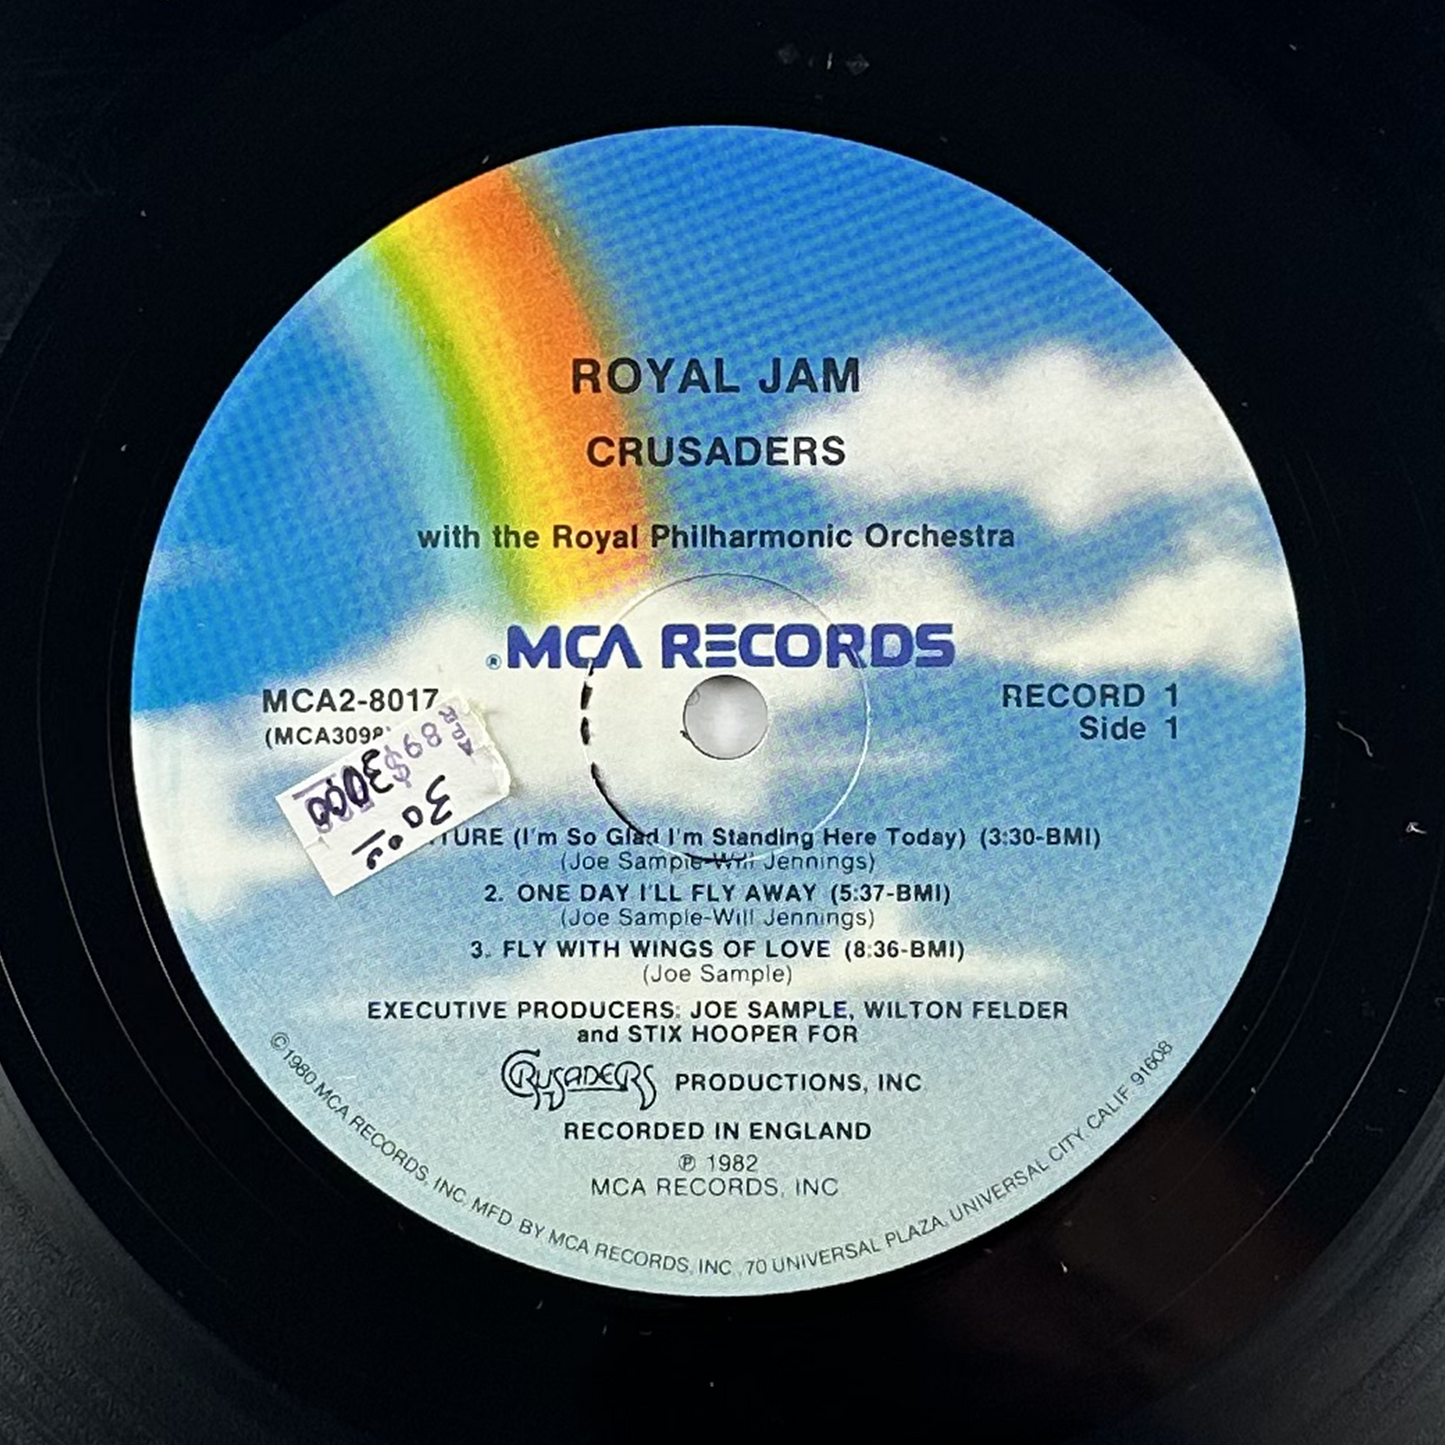 ROYAL JAM
CRUSADERS
with the Royal Philharmonic Orchestra
®MCA RECORDS
MCA2-8017
RECORD 1
(MCA3098
Side 1
30.00
TURE (I'm So Glad I'm Standing Here Today) (3:30-BMI)
(Joe Sample-Will Jennings)
2. ONE DAY I'LL FLY AWAY (5:37-BMI)
(Joe Sample-Will Jennings)
3. FLY WITH WINGS OF LOVE (8:36-BMI)
(Joe Sample)
EXECUTIVE PRODUCERS: JOE SAMPLE, WILTON FELDER
and STIX HOOPER FOR
CRUSADERS PRODUCTIONS, INC
RECORDED IN ENGLAND
℗ 1982
MCA RECORDS, INC
©1980 MCA RECORDS, INC. MFD. BY MCA RECORDS, INC., 70 UNIVERSAL PLAZA, UNIVERSAL CITY, CALIF. 91608